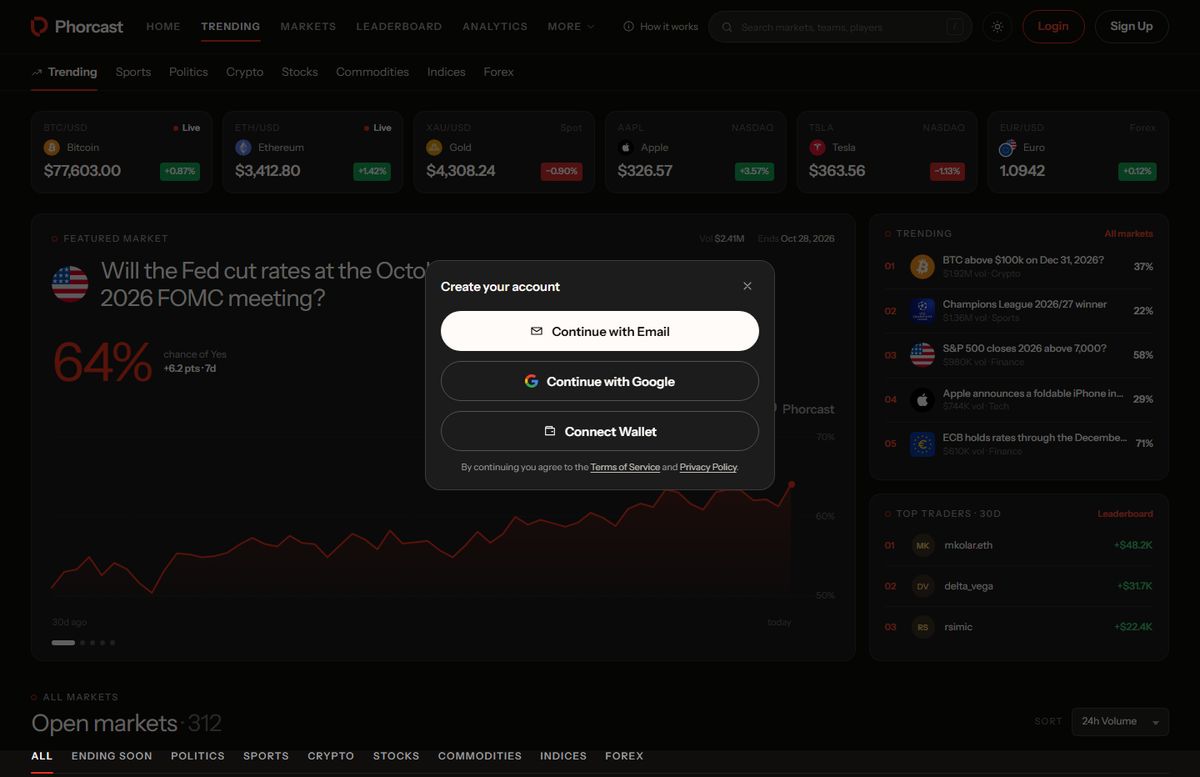 Phorcast HOME TRENDING MARKETS LEADERBOARD ANALYTICS MORE How it works Search markets, teams, players / Login Sign Up
Trending Sports Politics Crypto Stocks Commodities Indices Forex
BTC/USD Live
Bitcoin
$77,603.00 +0.87%
ETH/USD Live
Ethereum
$3,412.80 +1.42%
XAU/USD Spot
Gold
$4,308.24 −0.90%
AAPL NASDAQ
Apple
$326.57 +3.57%
TSLA NASDAQ
Tesla
$363.56 −1.13%
EUR/USD Forex
Euro
1.0942 +0.12%
FEATURED MARKET Vol $2.41M Ends Oct 28, 2026
Will the Fed cut rates at the Octo
2026 FOMC meeting?
64% chance of Yes
+6.2 pts · 7d
Phorcast
70%
60%
50%
30d ago today
Create your account
Continue with Email
Continue with Google
Connect Wallet
By continuing you agree to the Terms of Service and Privacy Policy.
TRENDING All markets
01 BTC above $100k on Dec 31, 2026? 37%
$1.92M vol · Crypto
02 Champions League 2026/27 winner 22%
$1.36M vol · Sports
03 S&P 500 closes 2026 above 7,000? 58%
$980K vol · Finance
04 Apple announces a foldable iPhone in... 29%
$744K vol · Tech
05 ECB holds rates through the Decembe... 71%
$610K vol · Finance
TOP TRADERS · 30D Leaderboard
01 MK mkolar.eth +$48.2K
02 DV delta_vega +$31.7K
03 RS rsimic +$22.4K
ALL MARKETS
Open markets · 312 SORT 24h Volume
ALL ENDING SOON POLITICS SPORTS CRYPTO STOCKS COMMODITIES INDICES FOREX